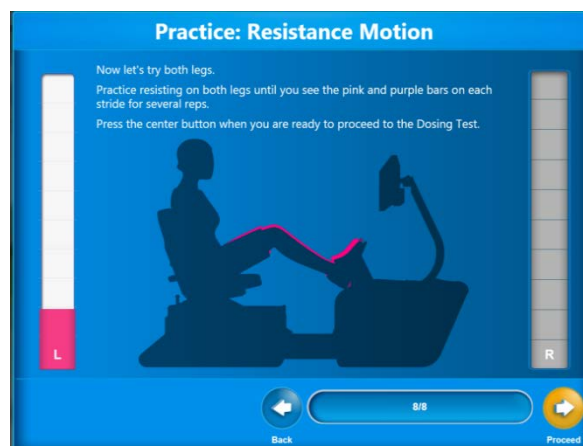 Practice: Resistance Motion
Now let's try both legs.
Practice resisting on both legs until you see the pink and purple bars on each
stride for several reps.
Press the center button when you are ready to proceed to the Dosing Test.
L
R
8/8
Back
Proceed